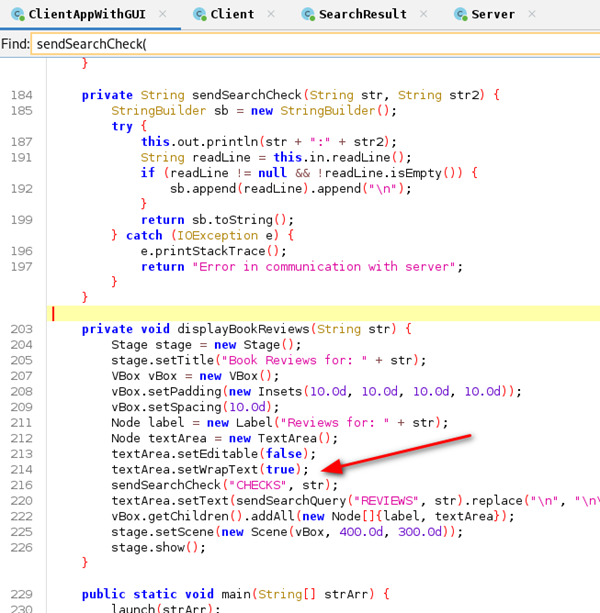 ClientAppWithGUI × Client × SearchResult × Server ×
Find: sendSearchCheck(
}
184 private String sendSearchCheck(String str, String str2) {
185 StringBuilder sb = new StringBuilder();
try {
187 this.out.println(str + ":" + str2);
191 String readLine = this.in.readLine();
if (readLine != null && !readLine.isEmpty()) {
192 sb.append(readLine).append("\n");
}
199 return sb.toString();
} catch (IOException e) {
196 e.printStackTrace();
197 return "Error in communication with server";
}
}
203 private void displayBookReviews(String str) {
204 Stage stage = new Stage();
205 stage.setTitle("Book Reviews for: " + str);
207 VBox vBox = new VBox();
208 vBox.setPadding(new Insets(10.0d, 10.0d, 10.0d, 10.0d));
209 vBox.setSpacing(10.0d);
211 Node label = new Label("Reviews for: " + str);
212 Node textArea = new TextArea();
213 textArea.setEditable(false);
214 textArea.setWrapText(true);
216 sendSearchCheck("CHECKS", str);
220 textArea.setText(sendSearchQuery("REVIEWS", str).replace("\n", "\n\
222 vBox.getChildren().addAll(new Node[]{label, textArea});
225 stage.setScene(new Scene(vBox, 400.0d, 300.0d));
226 stage.show();
}
229 public static void main(String[] strArr) {
230 launch(strArr);